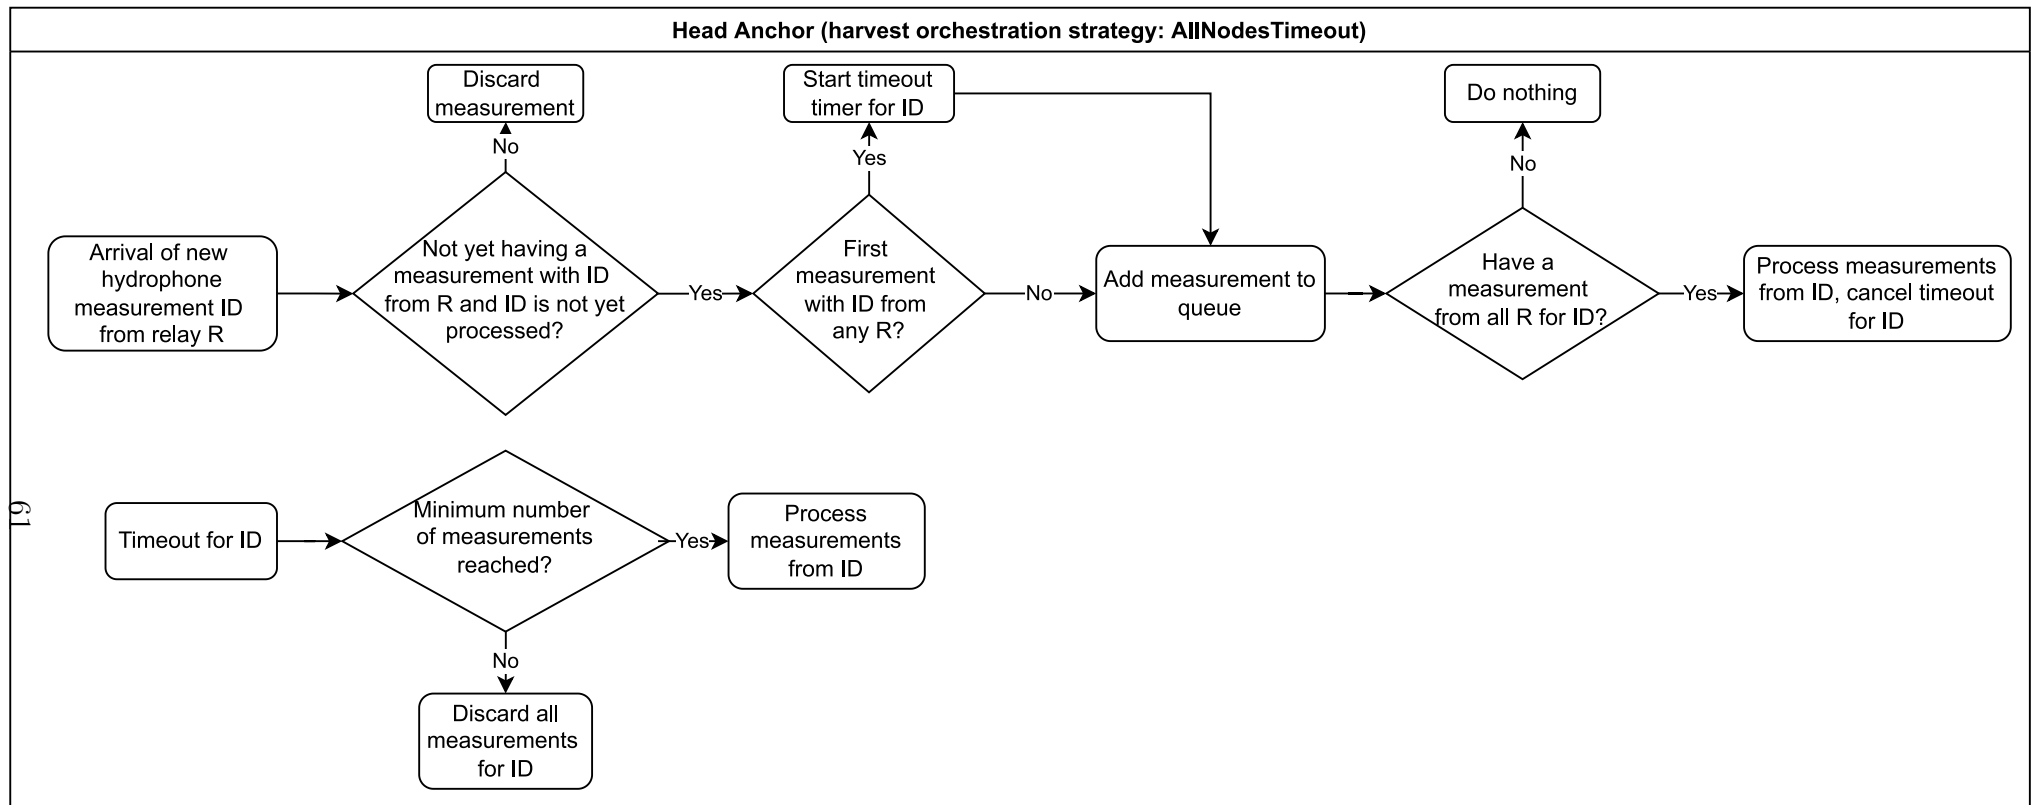 Head Anchor (harvest orchestration strategy: AllNodesTimeout)
Discard
measurement
Start timeout
timer for ID
Do nothing
No
Yes
No
Arrival of new
hydrophone
measurement ID
from relay R
Not yet having a
measurement with ID
from R and ID is not yet
processed?
Yes
First
measurement
with ID from
any R?
No
Add measurement to
queue
Have a
measurement
from all R for ID?
Yes
Process measurements
from ID, cancel timeout
for ID
61
Timeout for ID
Minimum number
of measurements
reached?
Yes
Process
measurements
from ID
No
Discard all
measurements
for ID